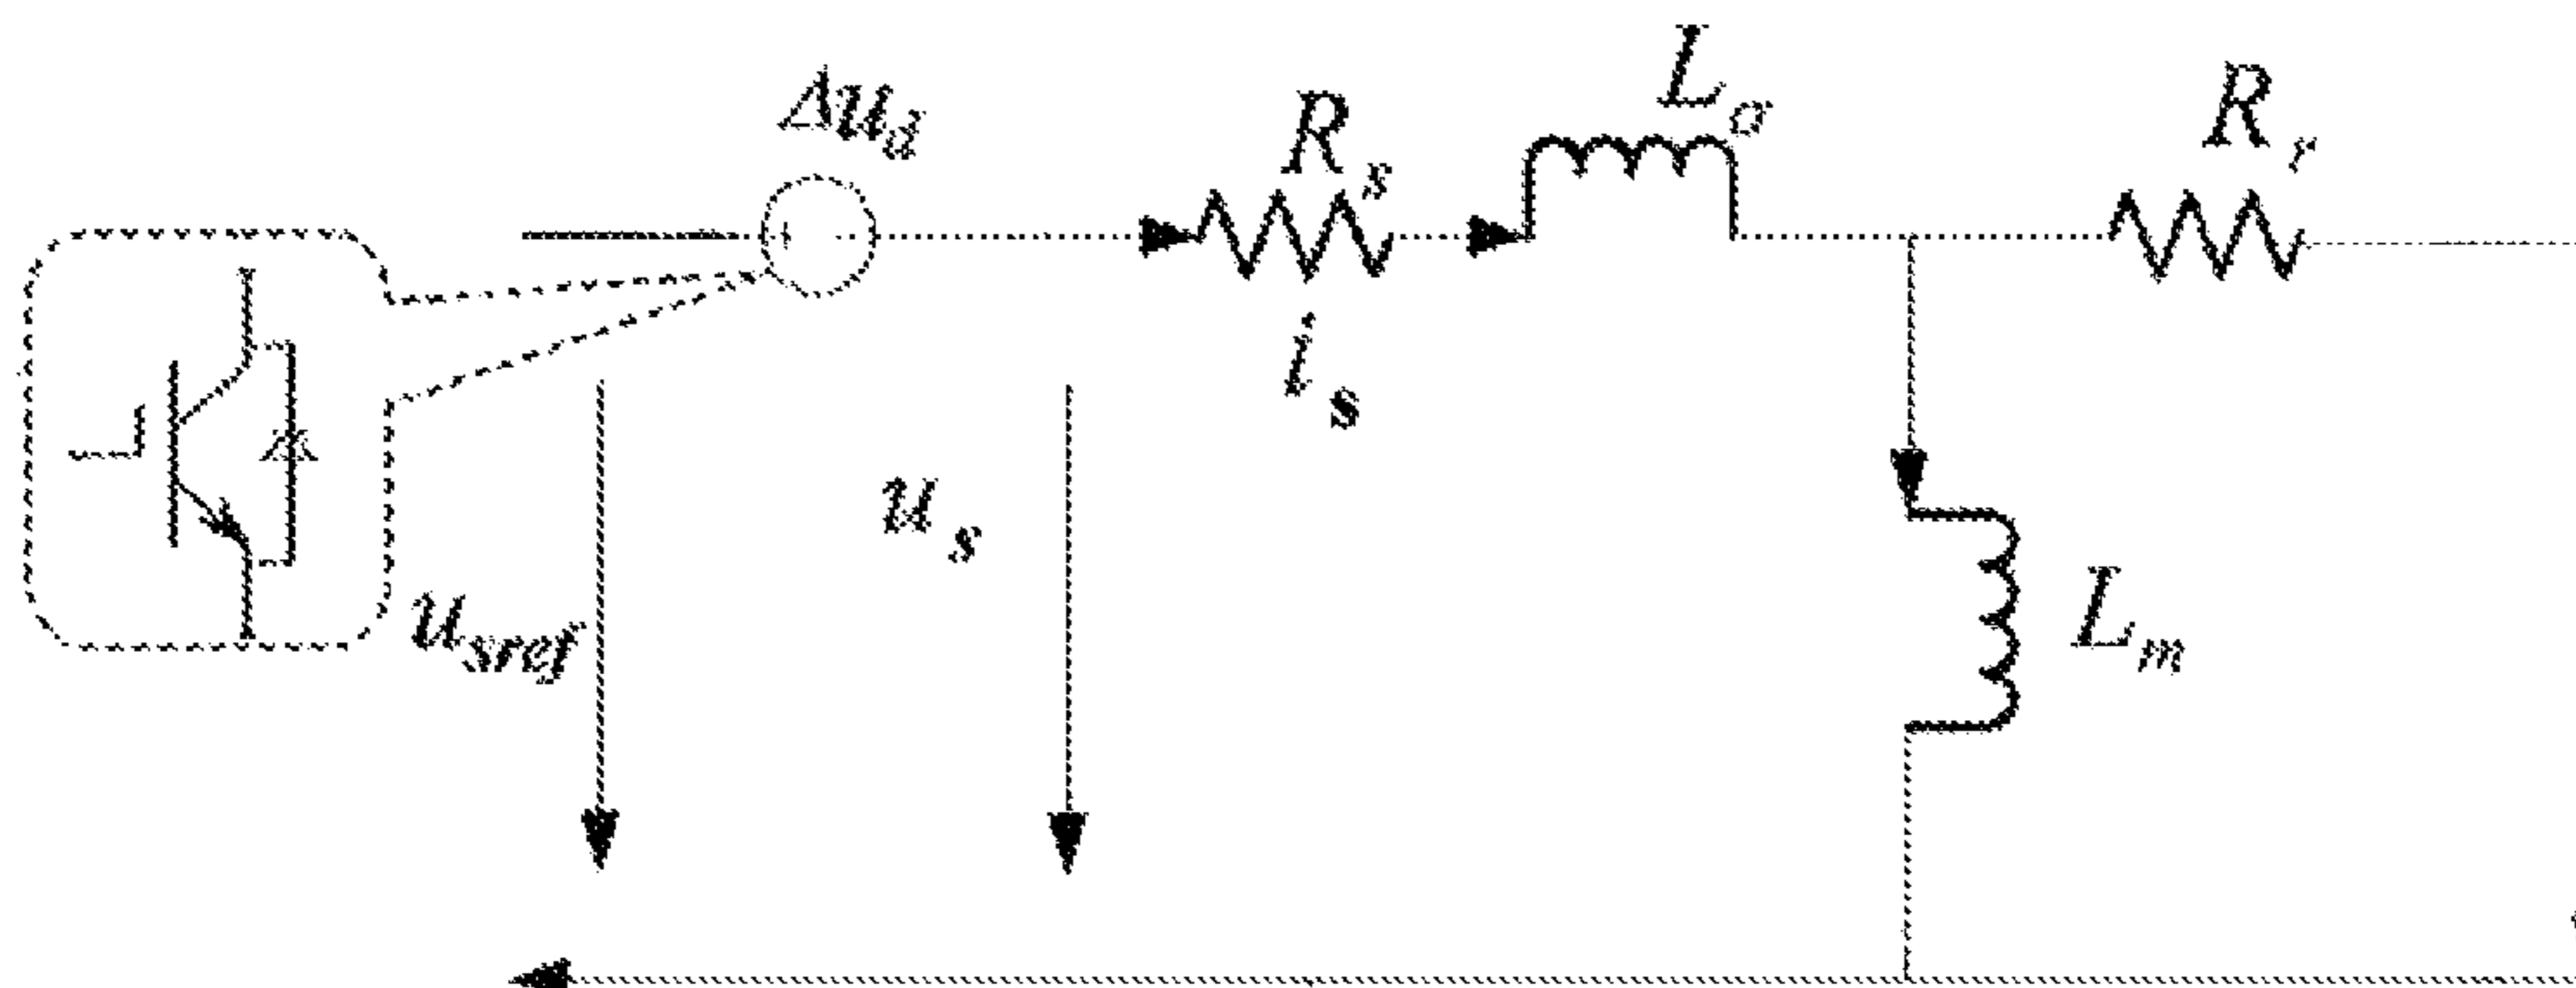 Δu_d
R_s
L_σ
R_r
i_s
u_s
u_sref
L_m